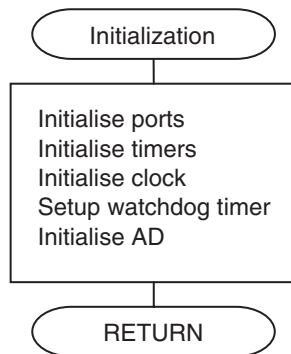 Initialization
Initialise ports
Initialise timers
Initialise clock
Setup watchdog timer
Initialise AD
RETURN